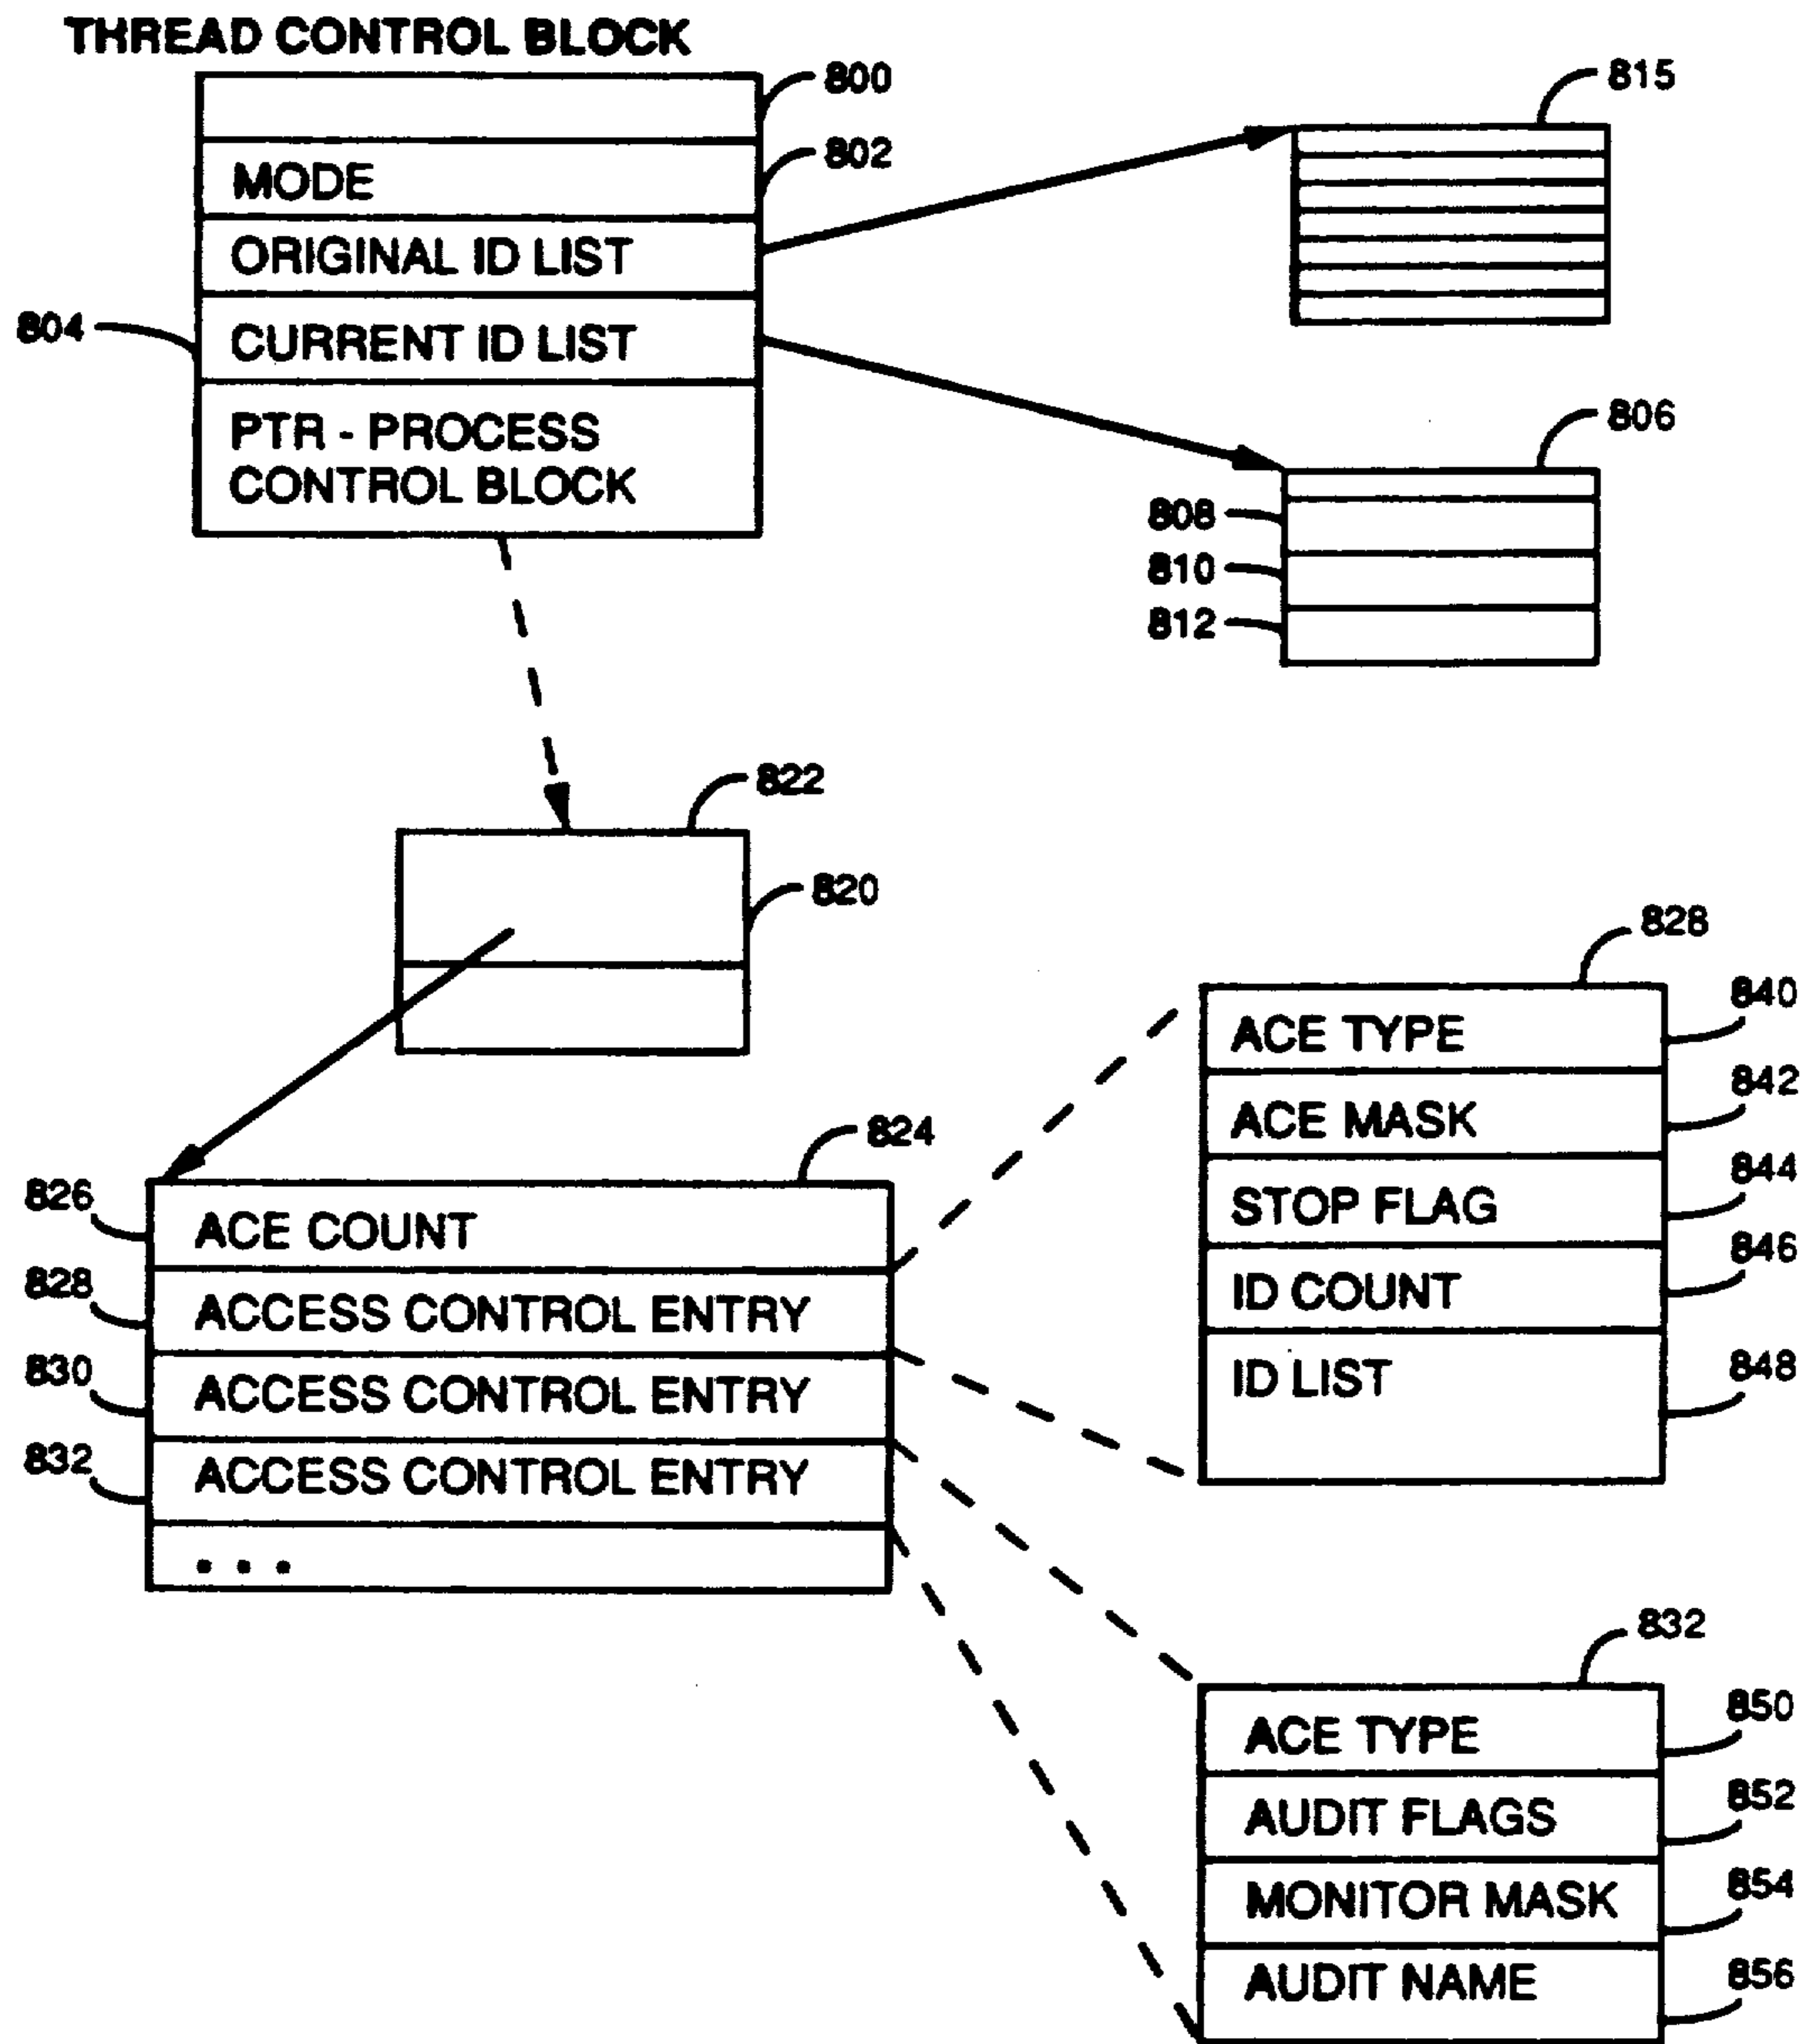 THREAD CONTROL BLOCK
800
802
MODE
ORIGINAL ID LIST
804
CURRENT ID LIST
PTR - PROCESS
CONTROL BLOCK
815
806
808
810
812
822
820
824
826
ACE COUNT
828
ACCESS CONTROL ENTRY
830
ACCESS CONTROL ENTRY
832
ACCESS CONTROL ENTRY
. . .
828
ACE TYPE
840
ACE MASK
842
STOP FLAG
844
ID COUNT
846
ID LIST
848
832
ACE TYPE
850
AUDIT FLAGS
852
MONITOR MASK
854
AUDIT NAME
856